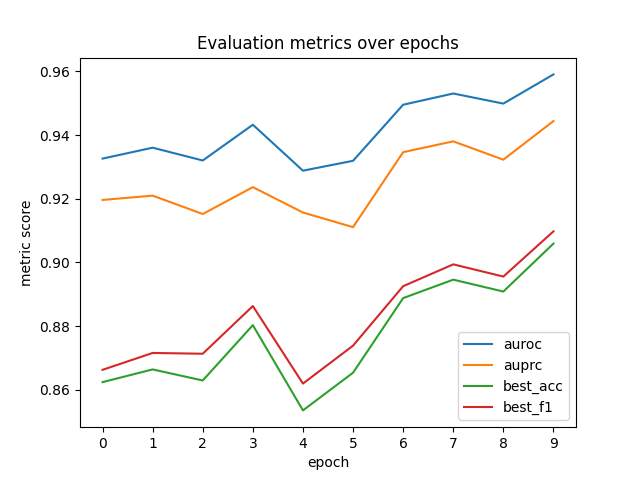 Evaluation metrics over epochs
metric score
0.96
0.94
0.92
0.90
0.88
0.86
auroc
auprc
best_acc
best_f1
0 1 2 3 4 5 6 7 8 9
epoch